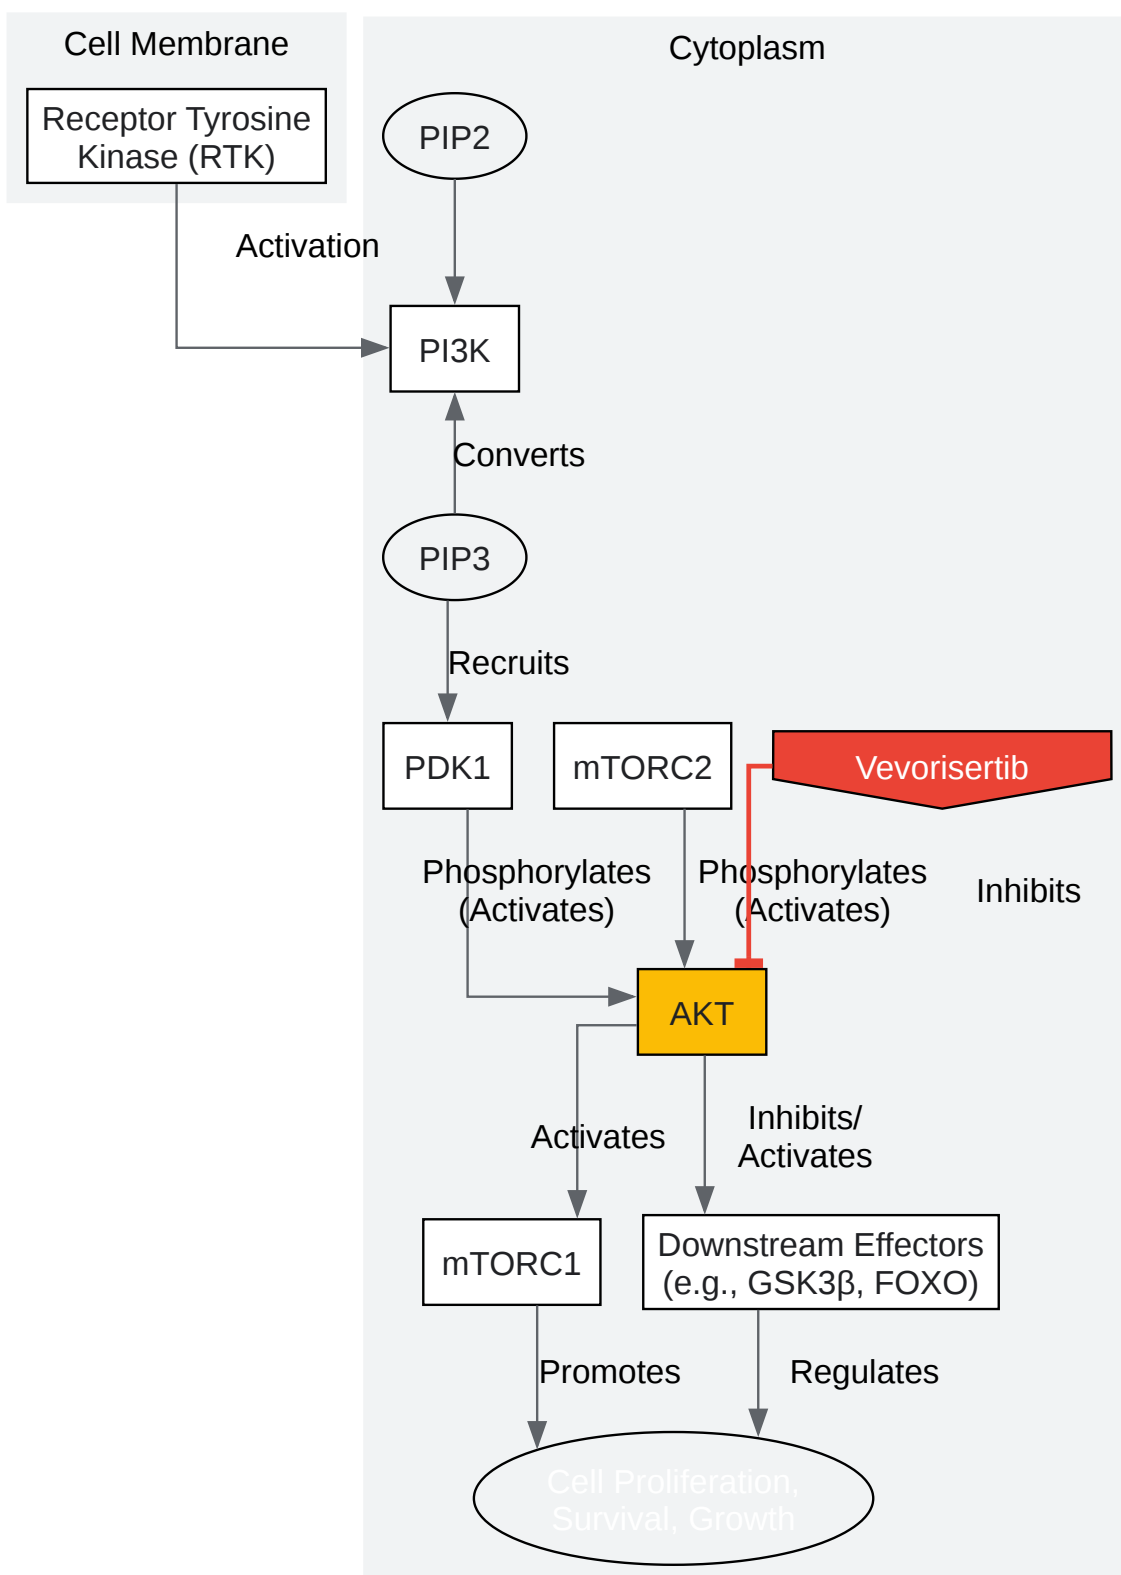 Cell Membrane
Cytoplasm
Receptor Tyrosine
Kinase (RTK)
PIP2
Activation
PI3K
Converts
PIP3
Recruits
PDK1
mTORC2
Vevorisertib
Phosphorylates
(Activates)
Phosphorylates
(Activates)
Inhibits
AKT
Activates
Inhibits/
Activates
mTORC1
Downstream Effectors
(e.g., GSK3β, FOXO)
Promotes
Regulates
Cell Proliferation,
Survival, Growth